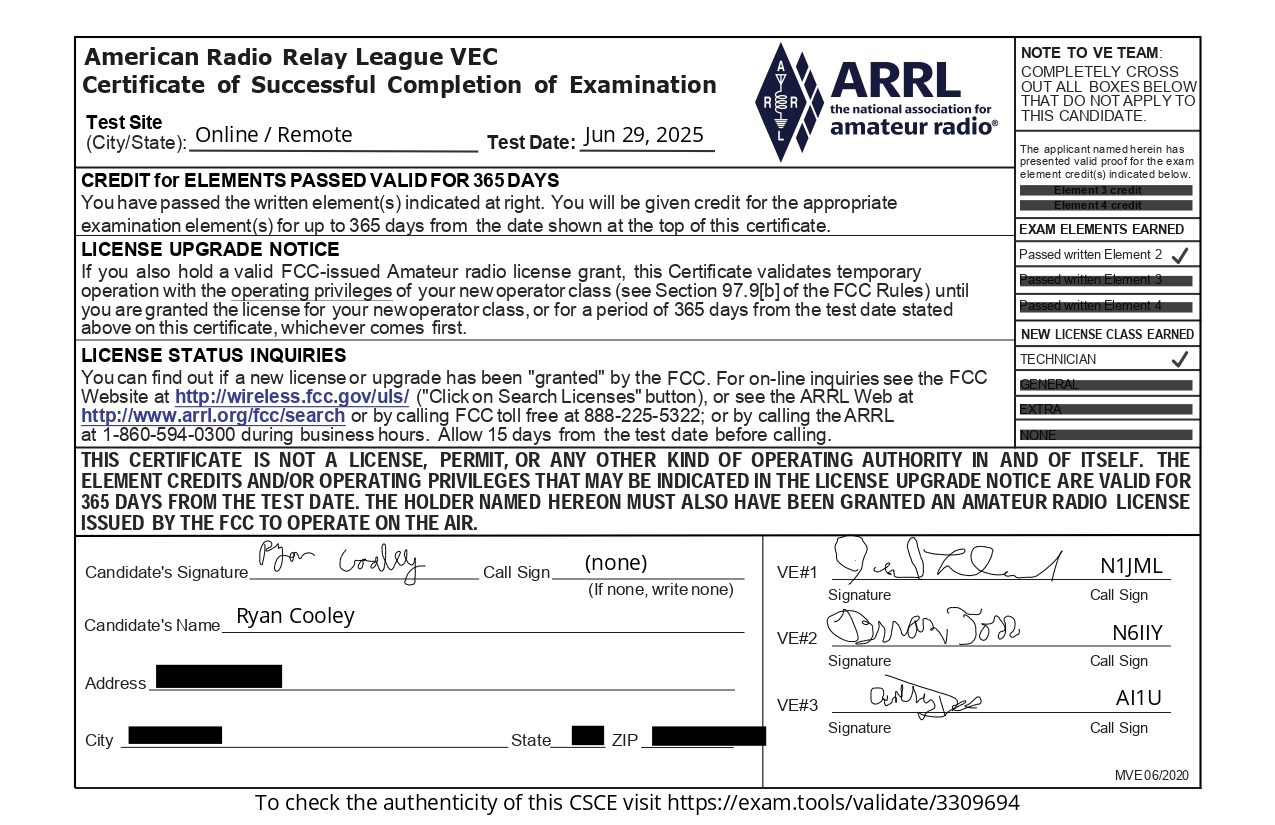 American Radio Relay League VEC
Certificate of Successful Completion of Examination
Test Site
(City/State): Online / Remote
Test Date: Jun 29, 2025
A
R R
L
ARRL
the national association for
amateur radio®
NOTE TO VE TEAM:
COMPLETELY CROSS
OUT ALL BOXES BELOW
THAT DO NOT APPLY TO
THIS CANDIDATE.
The applicant named herein has
presented valid proof for the exam
element credit(s) indicated below.
Element 3 credit
Element 4 credit
EXAM ELEMENTS EARNED
Passed written Element 2 ✓
Passed written Element 3
Passed written Element 4
NEW LICENSE CLASS EARNED
TECHNICIAN ✓
GENERAL
EXTRA
NONE
CREDIT for ELEMENTS PASSED VALID FOR 365 DAYS
You have passed the written element(s) indicated at right. You will be given credit for the appropriate
examination element(s) for up to 365 days from the date shown at the top of this certificate.
LICENSE UPGRADE NOTICE
If you also hold a valid FCC-issued Amateur radio license grant, this Certificate validates temporary
operation with the operating privileges of your new operator class (see Section 97.9[b] of the FCC Rules) until
you are granted the license for your new operator class, or for a period of 365 days from the test date stated
above on this certificate, whichever comes first.
LICENSE STATUS INQUIRIES
You can find out if a new license or upgrade has been "granted" by the FCC. For on-line inquiries see the FCC
Website at http://wireless.fcc.gov/uls/ ("Click on Search Licenses" button), or see the ARRL Web at
http://www.arrl.org/fcc/search or by calling FCC toll free at 888-225-5322; or by calling the ARRL
at 1-860-594-0300 during business hours. Allow 15 days from the test date before calling.
THIS CERTIFICATE IS NOT A LICENSE, PERMIT, OR ANY OTHER KIND OF OPERATING AUTHORITY IN AND OF ITSELF. THE
ELEMENT CREDITS AND/OR OPERATING PRIVILEGES THAT MAY BE INDICATED IN THE LICENSE UPGRADE NOTICE ARE VALID FOR
365 DAYS FROM THE TEST DATE. THE HOLDER NAMED HEREON MUST ALSO HAVE BEEN GRANTED AN AMATEUR RADIO LICENSE
ISSUED BY THE FCC TO OPERATE ON THE AIR.
Candidate's Signature Ryan Cooley Call Sign (none)
(If none, write none)
Candidate's Name Ryan Cooley
Address
City State ZIP
VE#1 N1JML
Signature Call Sign
VE#2 N6IIY
Signature Call Sign
VE#3 AI1U
Signature Call Sign
MVE 06/2020
To check the authenticity of this CSCE visit https://exam.tools/validate/3309694